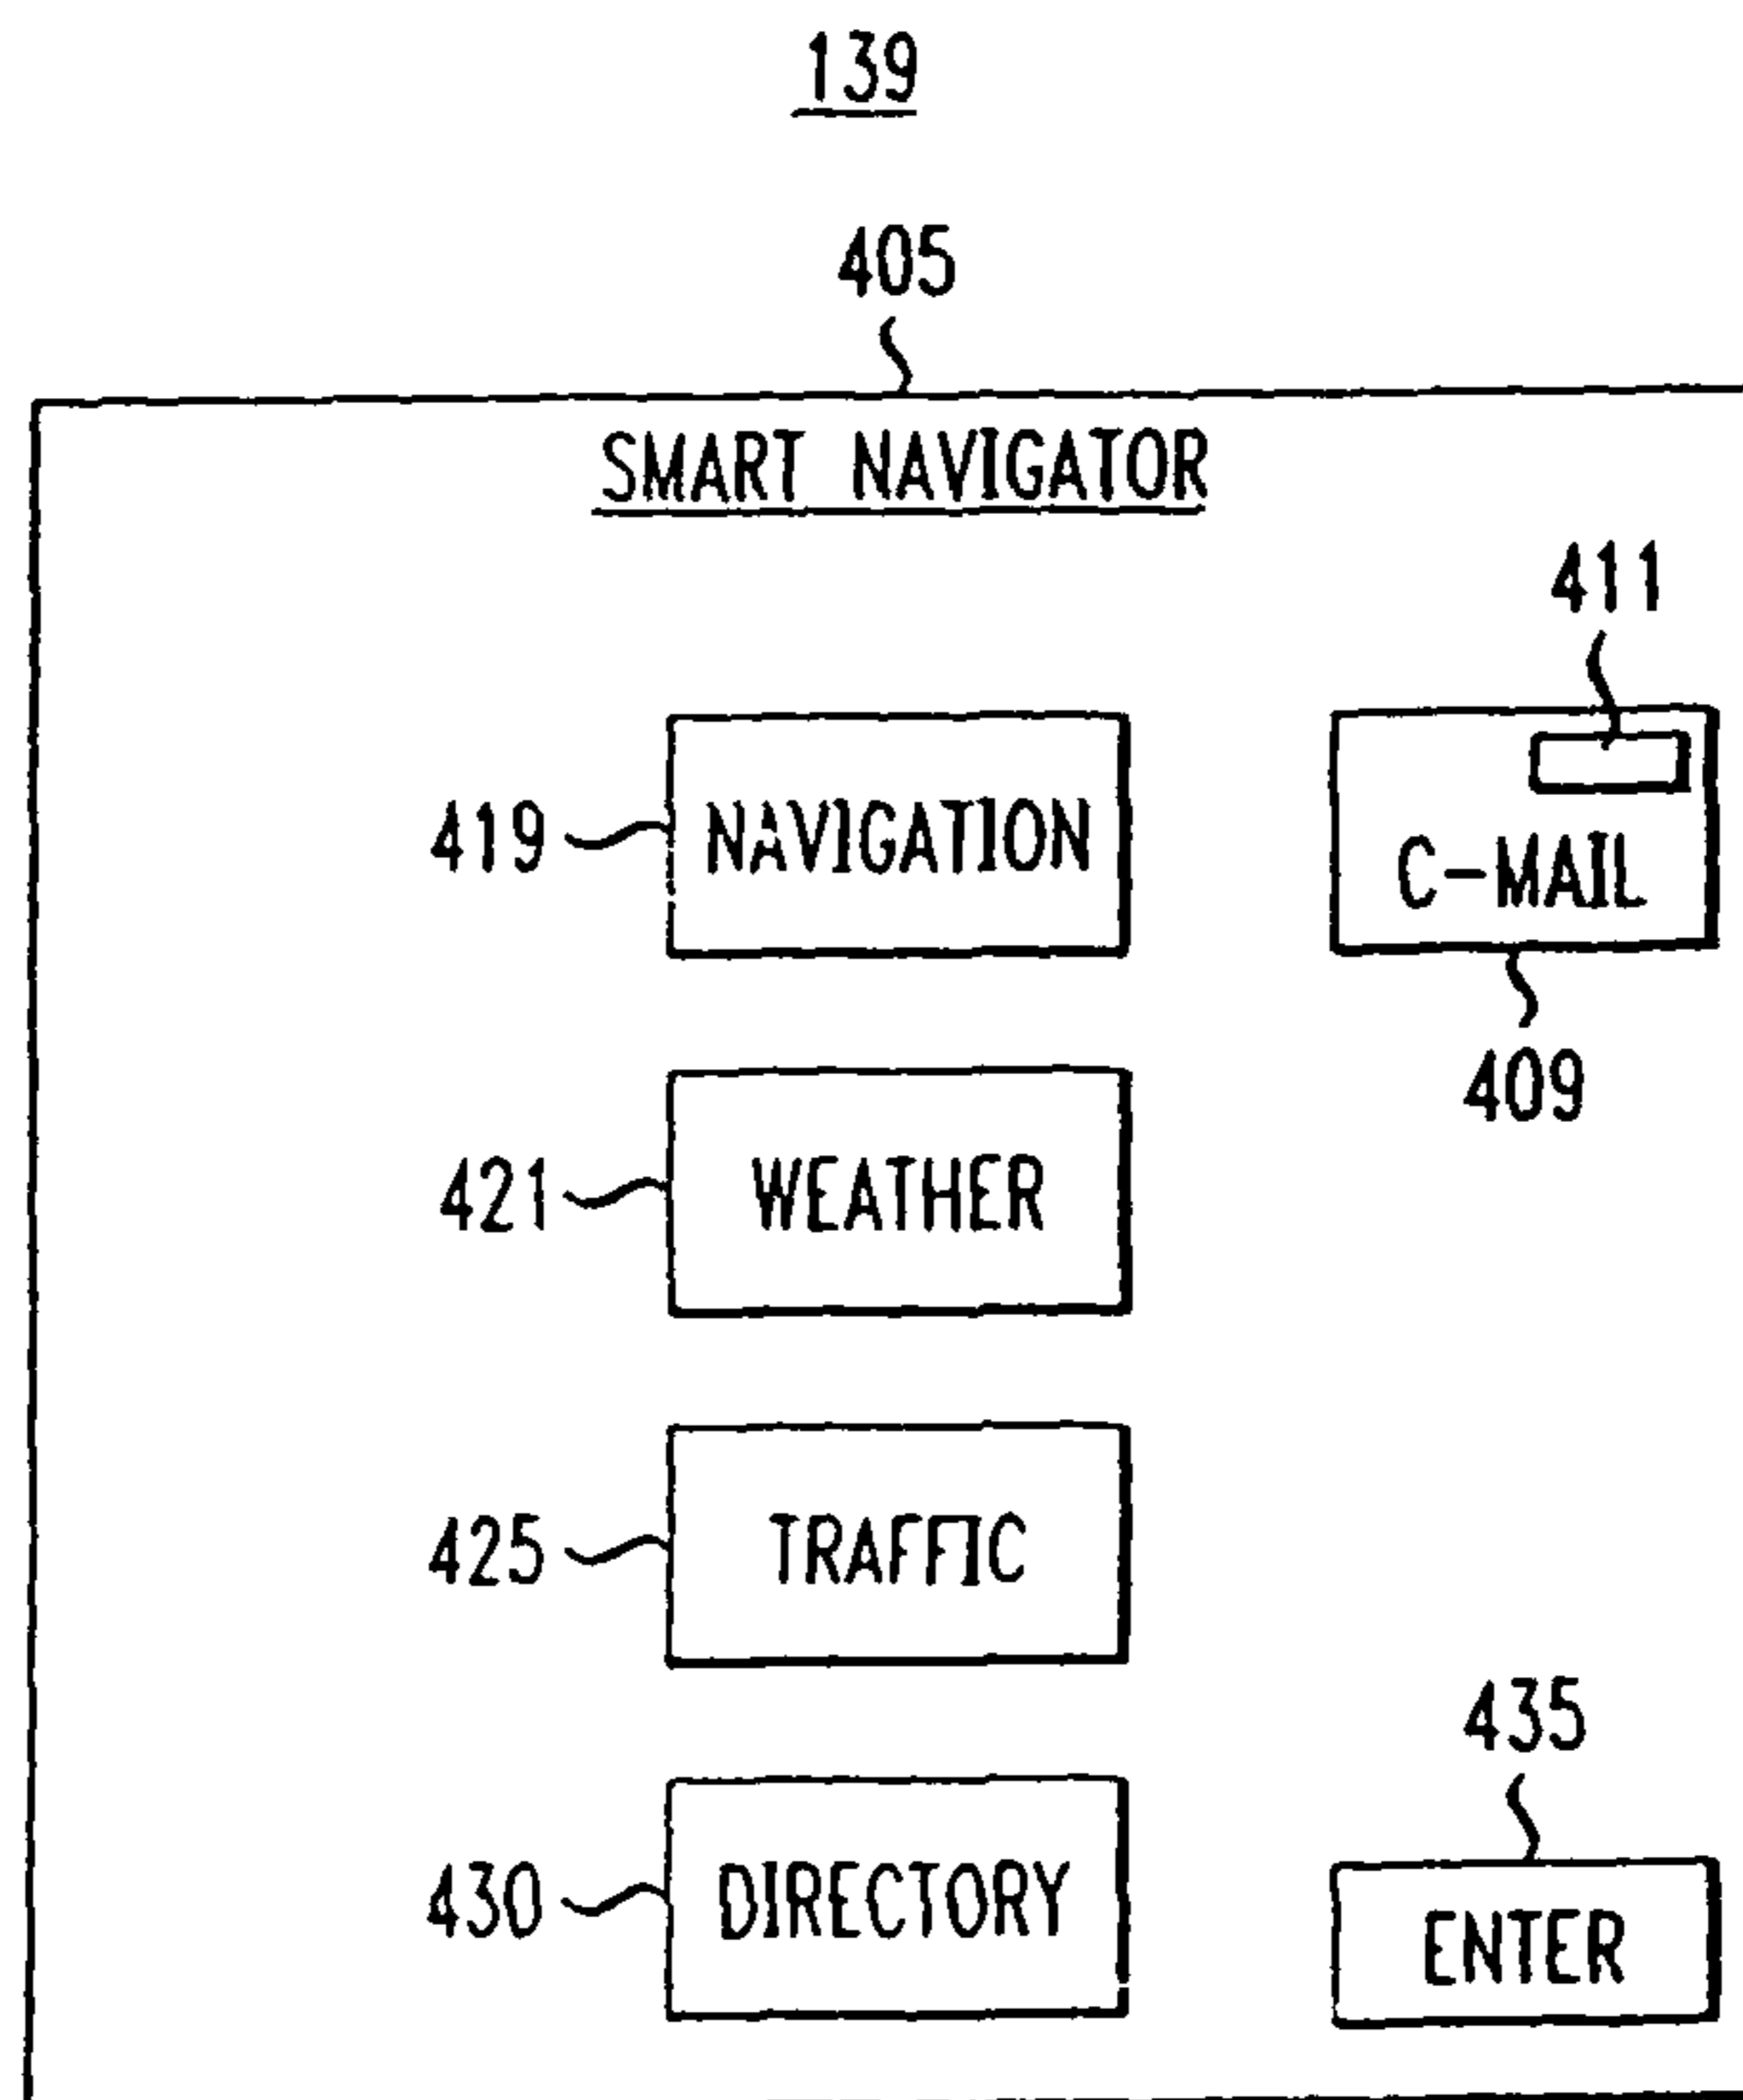 139
405
SMART NAVIGATOR
411
419 NAVIGATION
C-MAIL
409
421 WEATHER
425 TRAFFIC
435
430 DIRECTORY
ENTER